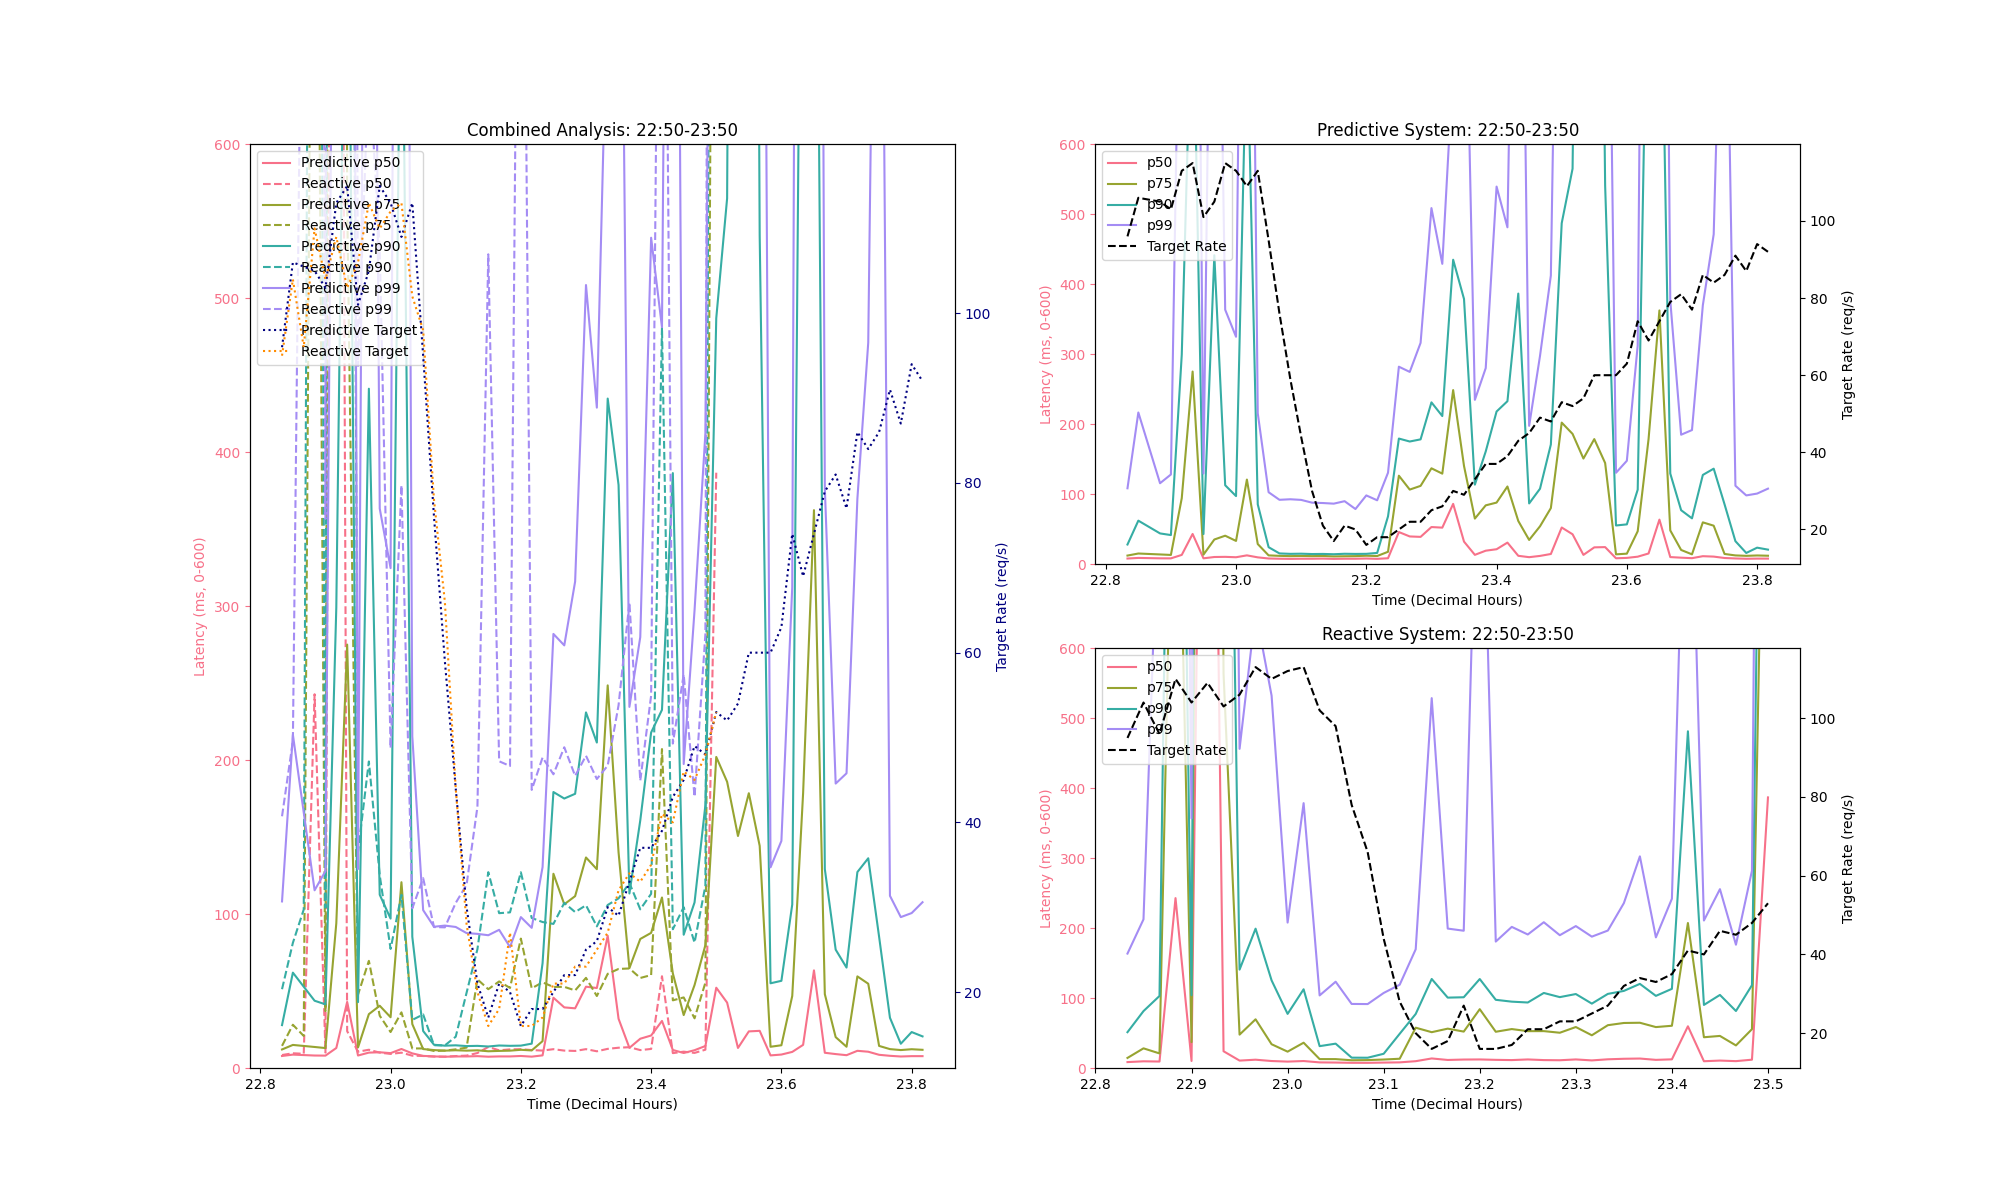 Combined Analysis: 22:50-23:50
600
500
400
300
200
100
0
Latency (ms, 0-600)
Predictive p50
Reactive p50
Predictive p75
Reactive p75
Predictive p90
Reactive p90
Predictive p99
Reactive p99
Predictive Target
Reactive Target
100
80
60
40
20
Target Rate (req/s)
22.8 23.0 23.2 23.4 23.6 23.8
Time (Decimal Hours)
Predictive System: 22:50-23:50
600
500
400
300
200
100
0
Latency (ms, 0-600)
p50
p75
p90
p99
Target Rate
100
80
60
40
20
Target Rate (req/s)
22.8 23.0 23.2 23.4 23.6 23.8
Time (Decimal Hours)
Reactive System: 22:50-23:50
600
500
400
300
200
100
0
Latency (ms, 0-600)
p50
p75
p90
p99
Target Rate
100
80
60
40
20
Target Rate (req/s)
22.8 22.9 23.0 23.1 23.2 23.3 23.4 23.5
Time (Decimal Hours)